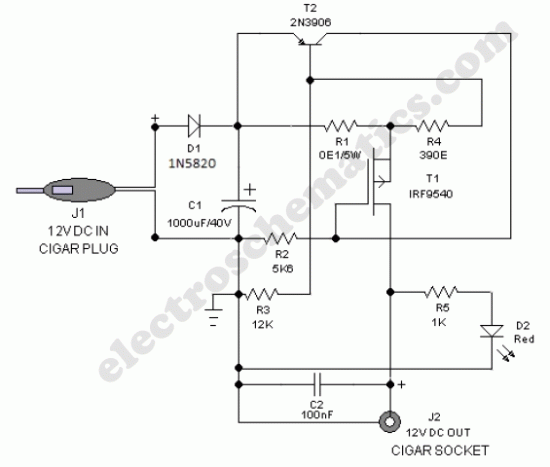 T2
2N3906
+
D1
1N5820
R1
0E1/5W
R4
390E
T1
IRF9540
J1
12V DC IN
CIGAR PLUG
C1
1000uF/40V
+
R2
5K6
R3
12K
R5
1K
D2
Red
C2
100nF
+
J2
12V DC OUT
CIGAR SOCKET
electroschematics.com